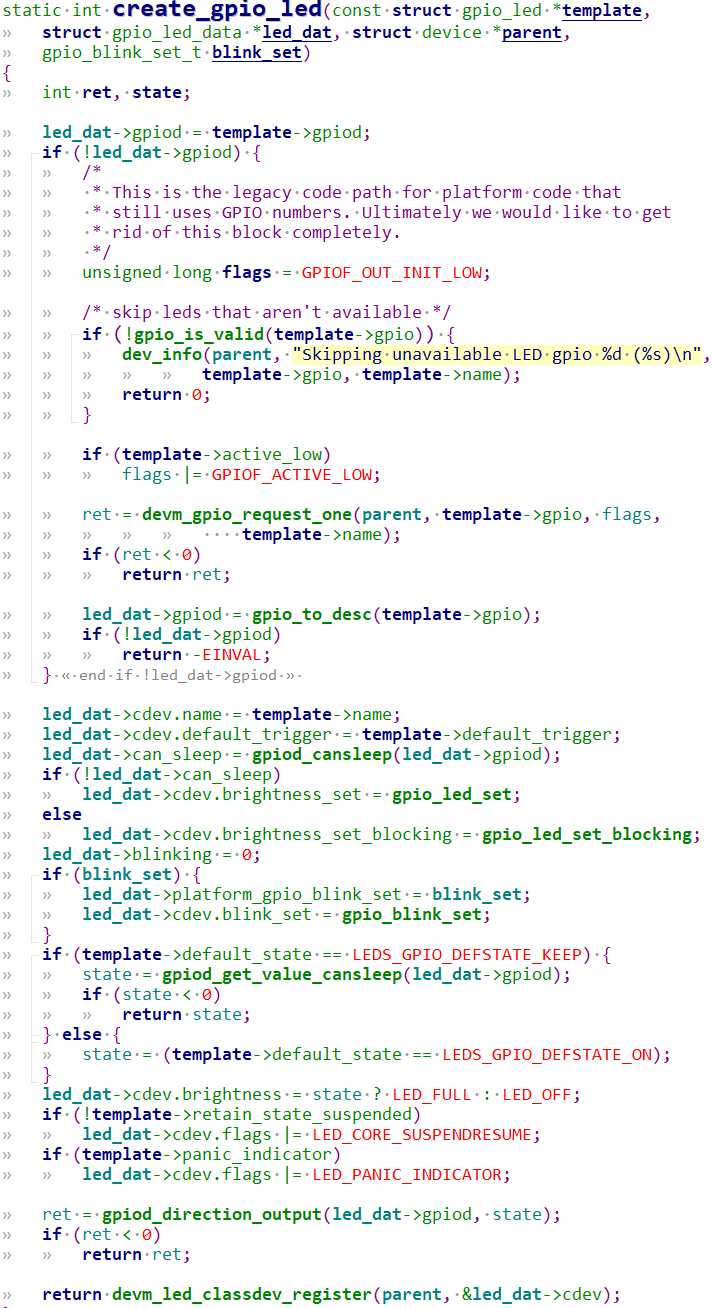 static int create_gpio_led(const struct gpio_led *template,
	struct gpio_led_data *led_dat, struct device *parent,
	gpio_blink_set_t blink_set)
{
	int ret, state;

	led_dat->gpiod = template->gpiod;
	if (!led_dat->gpiod) {
		/*
		 * This is the legacy code path for platform code that
		 * still uses GPIO numbers. Ultimately we would like to get
		 * rid of this block completely.
		 */
		unsigned long flags = GPIOF_OUT_INIT_LOW;

		/* skip leds that aren't available */
		if (!gpio_is_valid(template->gpio)) {
			dev_info(parent, "Skipping unavailable LED gpio %d (%s)\n",
					template->gpio, template->name);
			return 0;
		}

		if (template->active_low)
			flags |= GPIOF_ACTIVE_LOW;

		ret = devm_gpio_request_one(parent, template->gpio, flags,
					    template->name);
		if (ret < 0)
			return ret;

		led_dat->gpiod = gpio_to_desc(template->gpio);
		if (!led_dat->gpiod)
			return -EINVAL;
	} « end if !led_dat->gpiod »

	led_dat->cdev.name = template->name;
	led_dat->cdev.default_trigger = template->default_trigger;
	led_dat->can_sleep = gpiod_cansleep(led_dat->gpiod);
	if (!led_dat->can_sleep)
		led_dat->cdev.brightness_set = gpio_led_set;
	else
		led_dat->cdev.brightness_set_blocking = gpio_led_set_blocking;
	led_dat->blinking = 0;
	if (blink_set) {
		led_dat->platform_gpio_blink_set = blink_set;
		led_dat->cdev.blink_set = gpio_blink_set;
	}
	if (template->default_state == LEDS_GPIO_DEFSTATE_KEEP) {
		state = gpiod_get_value_cansleep(led_dat->gpiod);
		if (state < 0)
			return state;
	} else {
		state = (template->default_state == LEDS_GPIO_DEFSTATE_ON);
	}
	led_dat->cdev.brightness = state ? LED_FULL : LED_OFF;
	if (!template->retain_state_suspended)
		led_dat->cdev.flags |= LED_CORE_SUSPENDRESUME;
	if (template->panic_indicator)
		led_dat->cdev.flags |= LED_PANIC_INDICATOR;

	ret = gpiod_direction_output(led_dat->gpiod, state);
	if (ret < 0)
		return ret;

	return devm_led_classdev_register(parent, &led_dat->cdev);